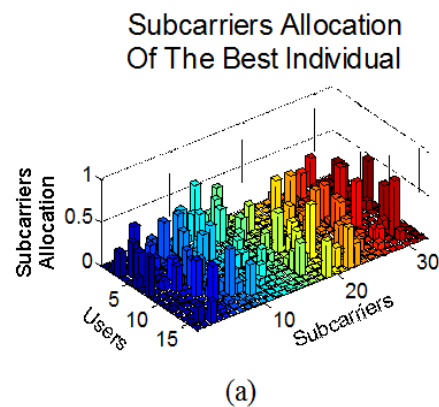 Subcarriers Allocation
Of The Best Individual
Subcarriers
Allocation
1
0.5
0
5
10
15
Users
10
20
30
Subcarriers
(a)